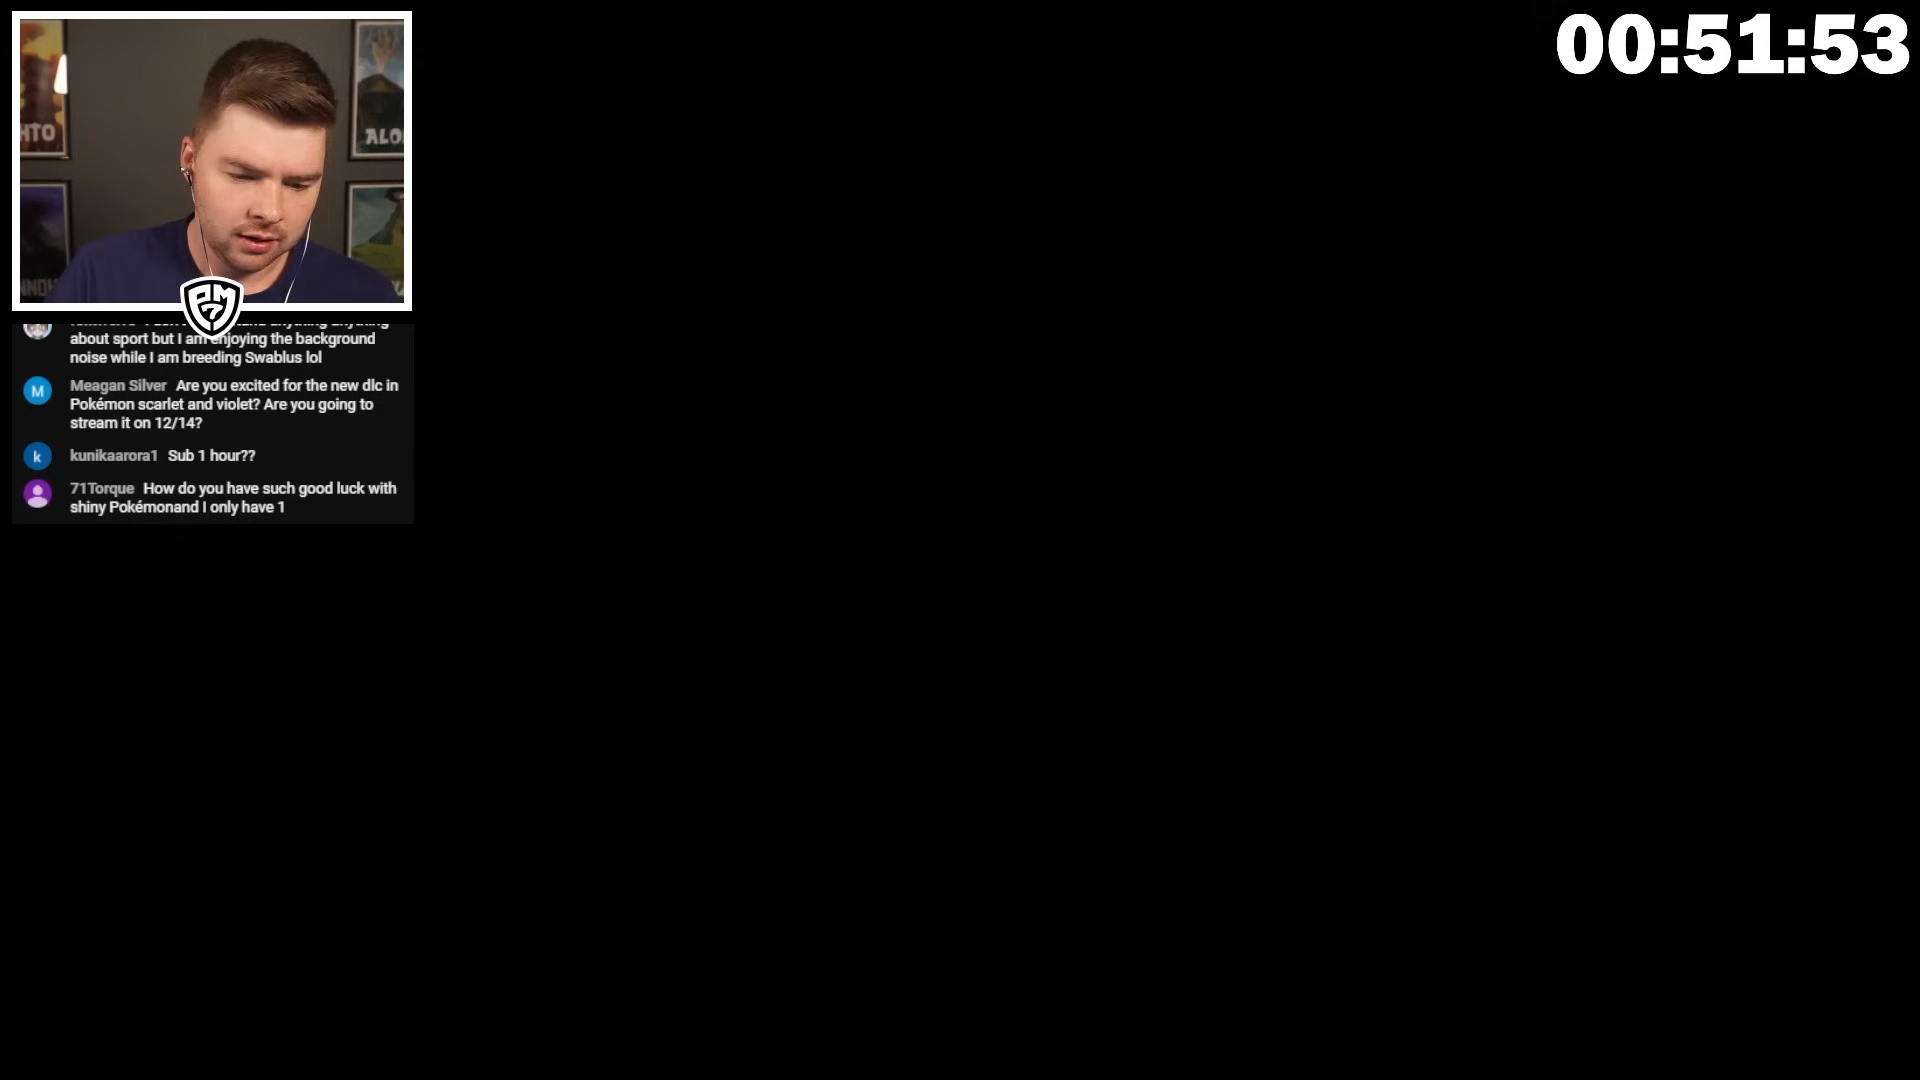 00:51:53
HTO
ALO
NNOH
PM
7
about sport but I am enjoying the background
noise while I am breeding Swablus lol
M
Meagan Silver Are you excited for the new dlc in
Pokémon scarlet and violet? Are you going to
stream it on 12/14?
k
kunikaarora1 Sub 1 hour??
71Torque How do you have such good luck with
shiny Pokémonand I only have 1